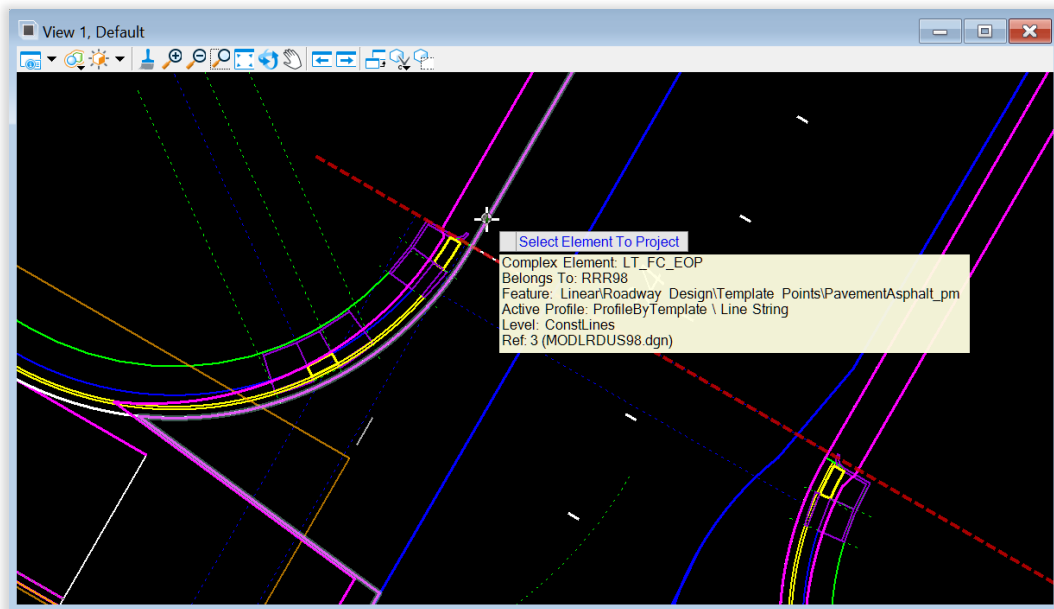 View 1, Default
Select Element To Project
Complex Element: LT_FC_EOP
Belongs To: RRR98
Feature: Linear\Roadway Design\Template Points\PavementAsphalt_pm
Active Profile: ProfileByTemplate \ Line String
Level: ConstLines
Ref: 3 (MODLRDUS98.dgn)